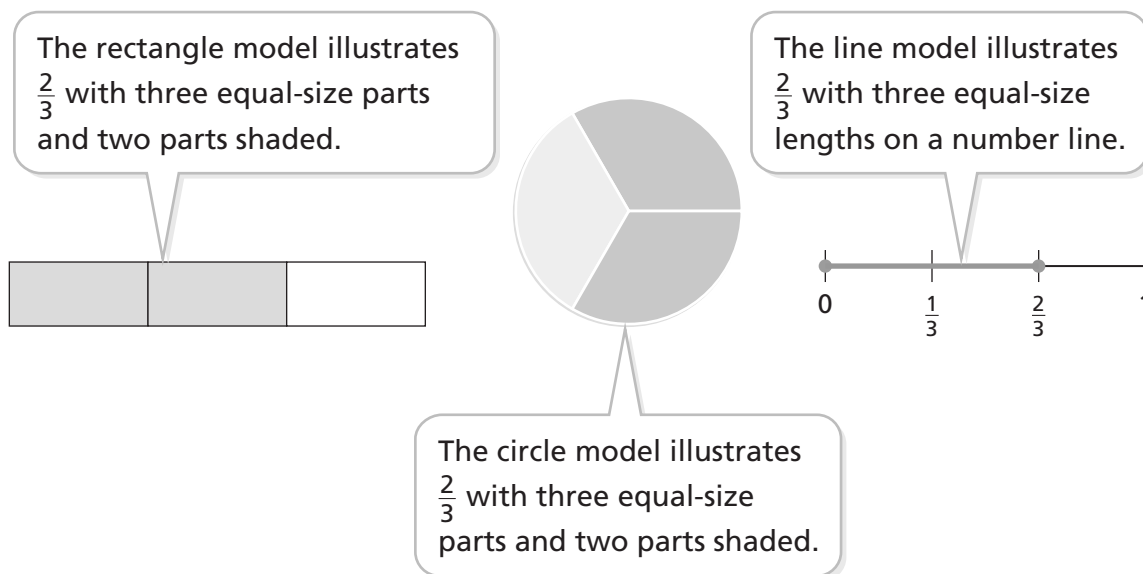 The rectangle model illustrates
2/3 with three equal-size parts
and two parts shaded.
The line model illustrates
2/3 with three equal-size
lengths on a number line.
0 1/3 2/3
The circle model illustrates
2/3 with three equal-size
parts and two parts shaded.